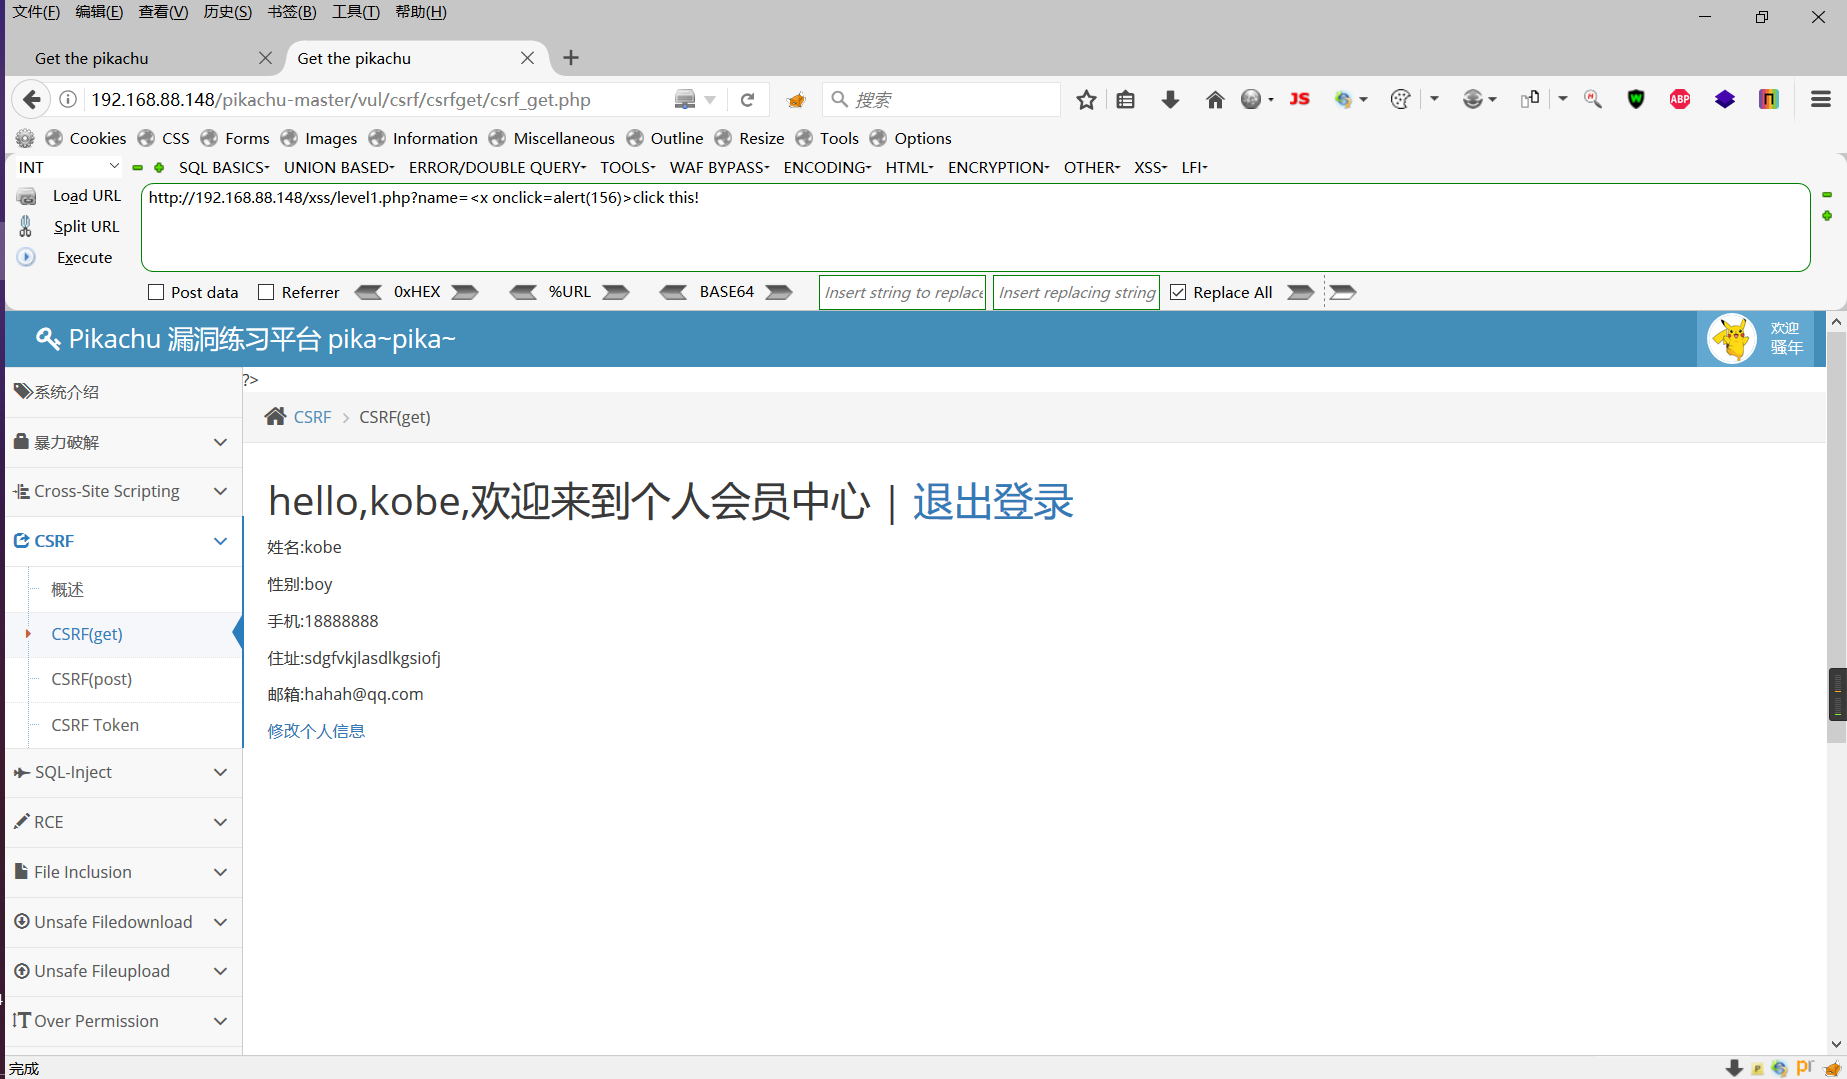 文件(F) 编辑(E) 查看(V) 历史(S) 书签(B) 工具(T) 帮助(H)
Get the pikachu Get the pikachu
192.168.88.148/pikachu-master/vul/csrf/csrfget/csrf_get.php 搜索 JS ABP
Cookies CSS Forms Images Information Miscellaneous Outline Resize Tools Options
INT SQL BASICS UNION BASED ERROR/DOUBLE QUERY TOOLS WAF BYPASS ENCODING HTML ENCRYPTION OTHER XSS LFI
Load URL http://192.168.88.148/xss/level1.php?name=<x onclick=alert(156)>click this!
Split URL
Execute
Post data Referrer 0xHEX %URL BASE64 Insert string to replace Insert replacing string Replace All
Pikachu 漏洞练习平台 pika~pika~ 欢迎
骚年
系统介绍
?>
CSRF CSRF(get)
暴力破解
Cross-Site Scripting
hello,kobe,欢迎来到个人会员中心 | 退出登录
CSRF
姓名:kobe
概述
性别:boy
CSRF(get)
手机:18888888
住址:sdgfvkjlasdlkgsiofj
CSRF(post)
邮箱:hahah@qq.com
CSRF Token
修改个人信息
SQL-Inject
RCE
File Inclusion
Unsafe Filedownload
Unsafe Fileupload
Over Permission
完成 pr